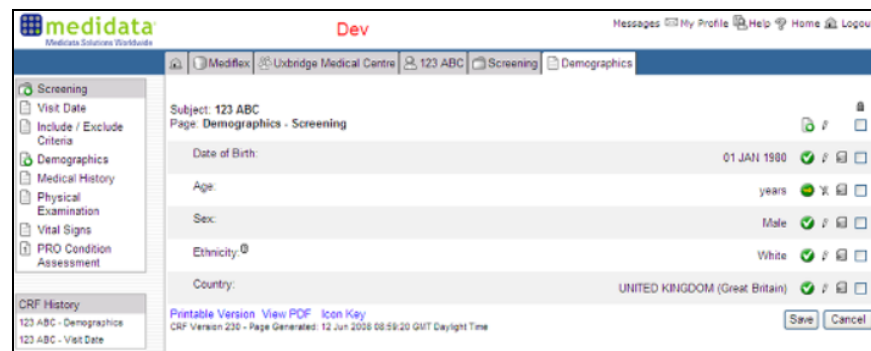 medidata
Medidata Solutions Worldwide
Dev
Messages My Profile Help Home Logout
Mediflex Uxbridge Medical Centre 123 ABC Screening Demographics
Screening
Visit Date
Include / Exclude
Criteria
Demographics
Medical History
Physical
Examination
Vital Signs
PRO Condition
Assessment
CRF History
123 ABC - Demographics
123 ABC - Visit Date
Subject: 123 ABC
Page: Demographics - Screening
Date of Birth: 01 JAN 1980
Age: years
Sex: Male
Ethnicity: White
Country: UNITED KINGDOM (Great Britain)
Printable Version View PDF Icon Key
CRF Version 230 - Page Generated: 12 Jun 2008 08:59:20 GMT Daylight Time
Save Cancel